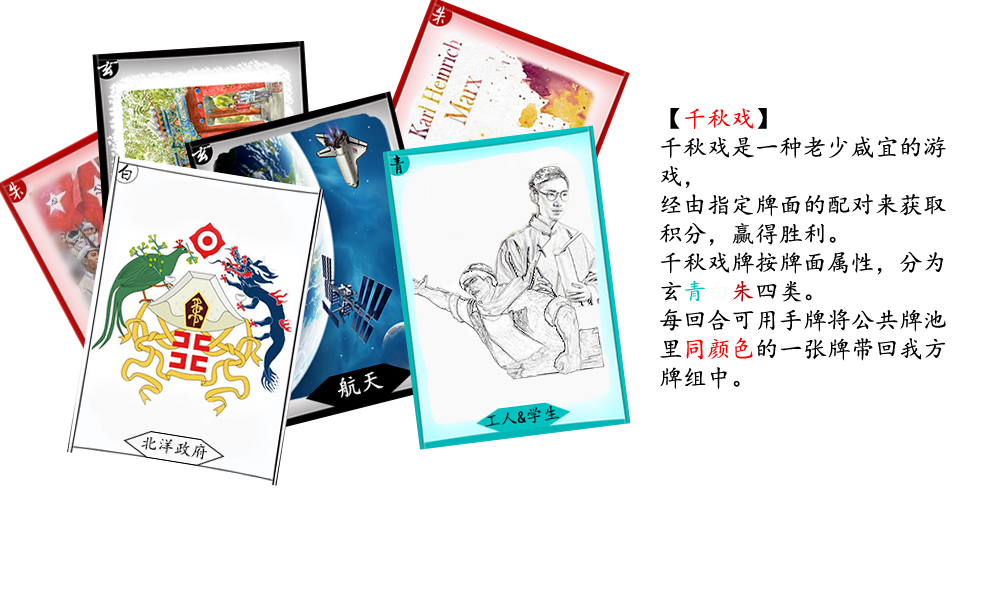 朱
Karl Heinrich
Marx
玄
玄
青
朱
白
航天
工人&学生
北洋政府
【千秋戏】
千秋戏是一种老少咸宜的游
戏，
经由指定牌面的配对来获取
积分，赢得胜利。
千秋戏牌按牌面属性，分为
玄青白朱四类。
每回合可用手牌将公共牌池
里同颜色的一张牌带回我方
牌组中。